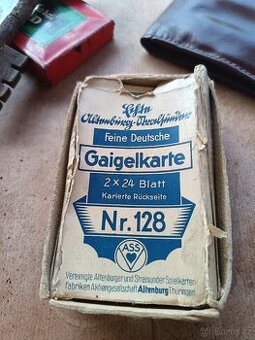 Echte
Altenburg-Stralsunder
Feine Deutsche
Gaigelkarte
2 x 24 Blatt
Karierte Rückseite
Nr. 128
ASS
Vereinigte Altenburger und Stralsunder Spielkarten
Fabriken Aktiengesellschaft Altenburg Thüringen